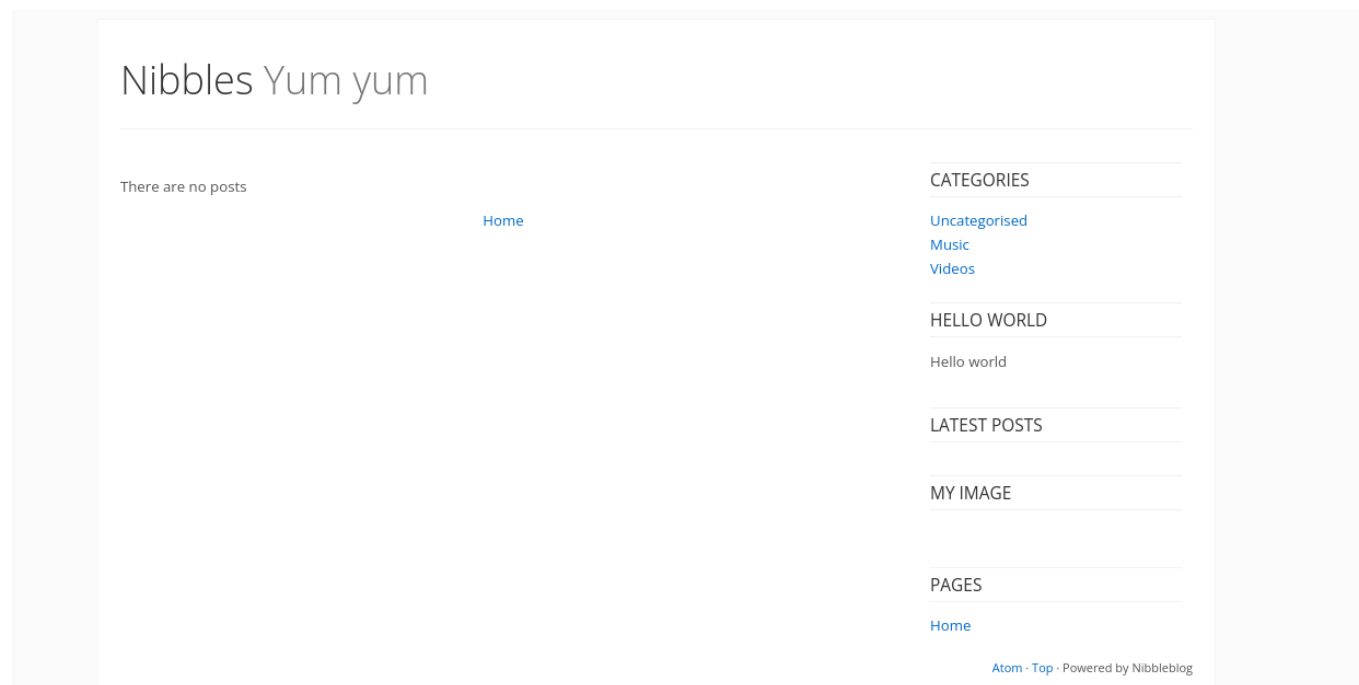 Nibbles Yum yum
There are no posts
Home
CATEGORIES
Uncategorised
Music
Videos
HELLO WORLD
Hello world
LATEST POSTS
MY IMAGE
PAGES
Home
Atom · Top · Powered by Nibbleblog